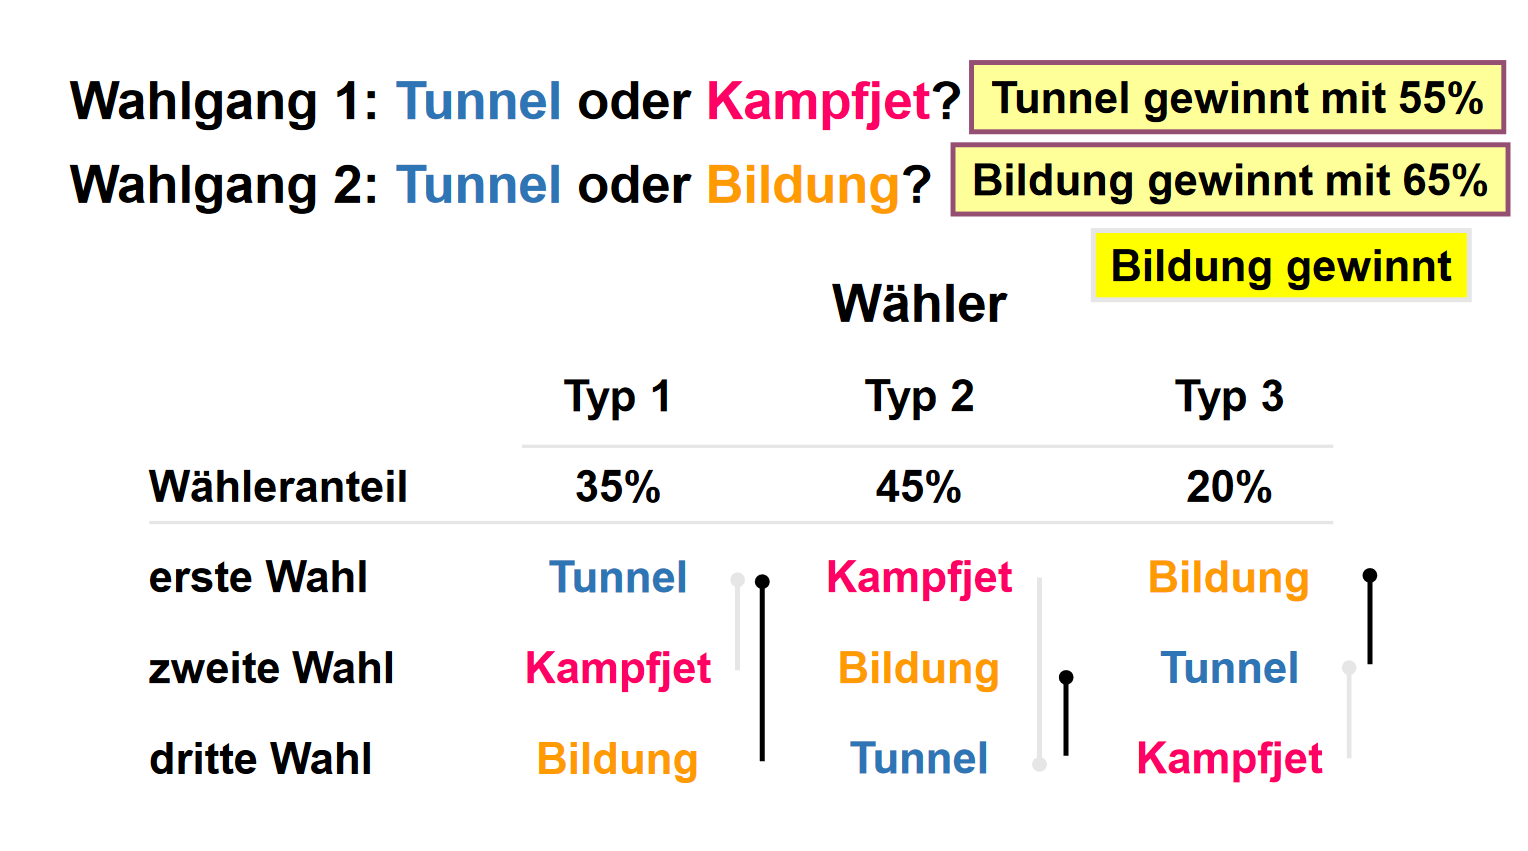 Wahlgang 1: Tunnel oder Kampfjet? Tunnel gewinnt mit 55%
Wahlgang 2: Tunnel oder Bildung? Bildung gewinnt mit 65%
Bildung gewinnt
Wähler
Typ 1 Typ 2 Typ 3
Wähleranteil 35% 45% 20%
erste Wahl Tunnel Kampfjet Bildung
zweite Wahl Kampfjet Bildung Tunnel
dritte Wahl Bildung Tunnel Kampfjet